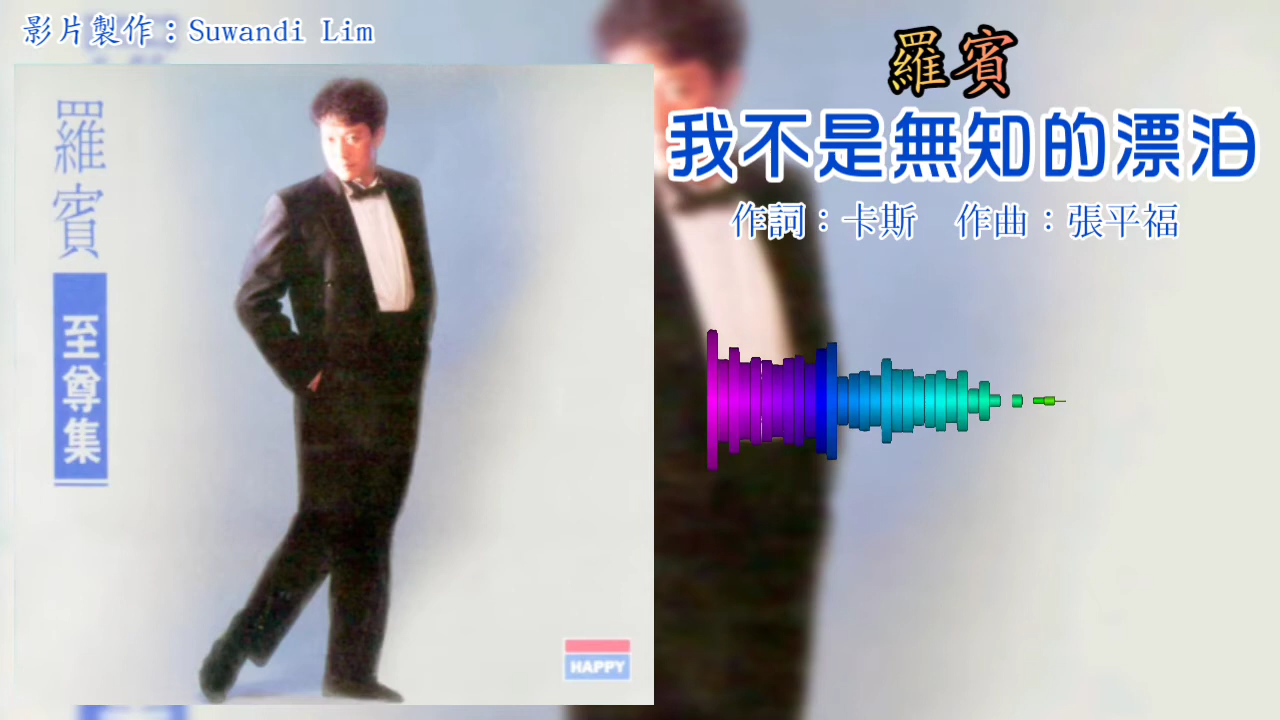 影片製作：Suwandi Lim
羅賓
至尊集
HAPPY
羅賓
我不是無知的漂泊
作詞：卡斯　作曲：張平福